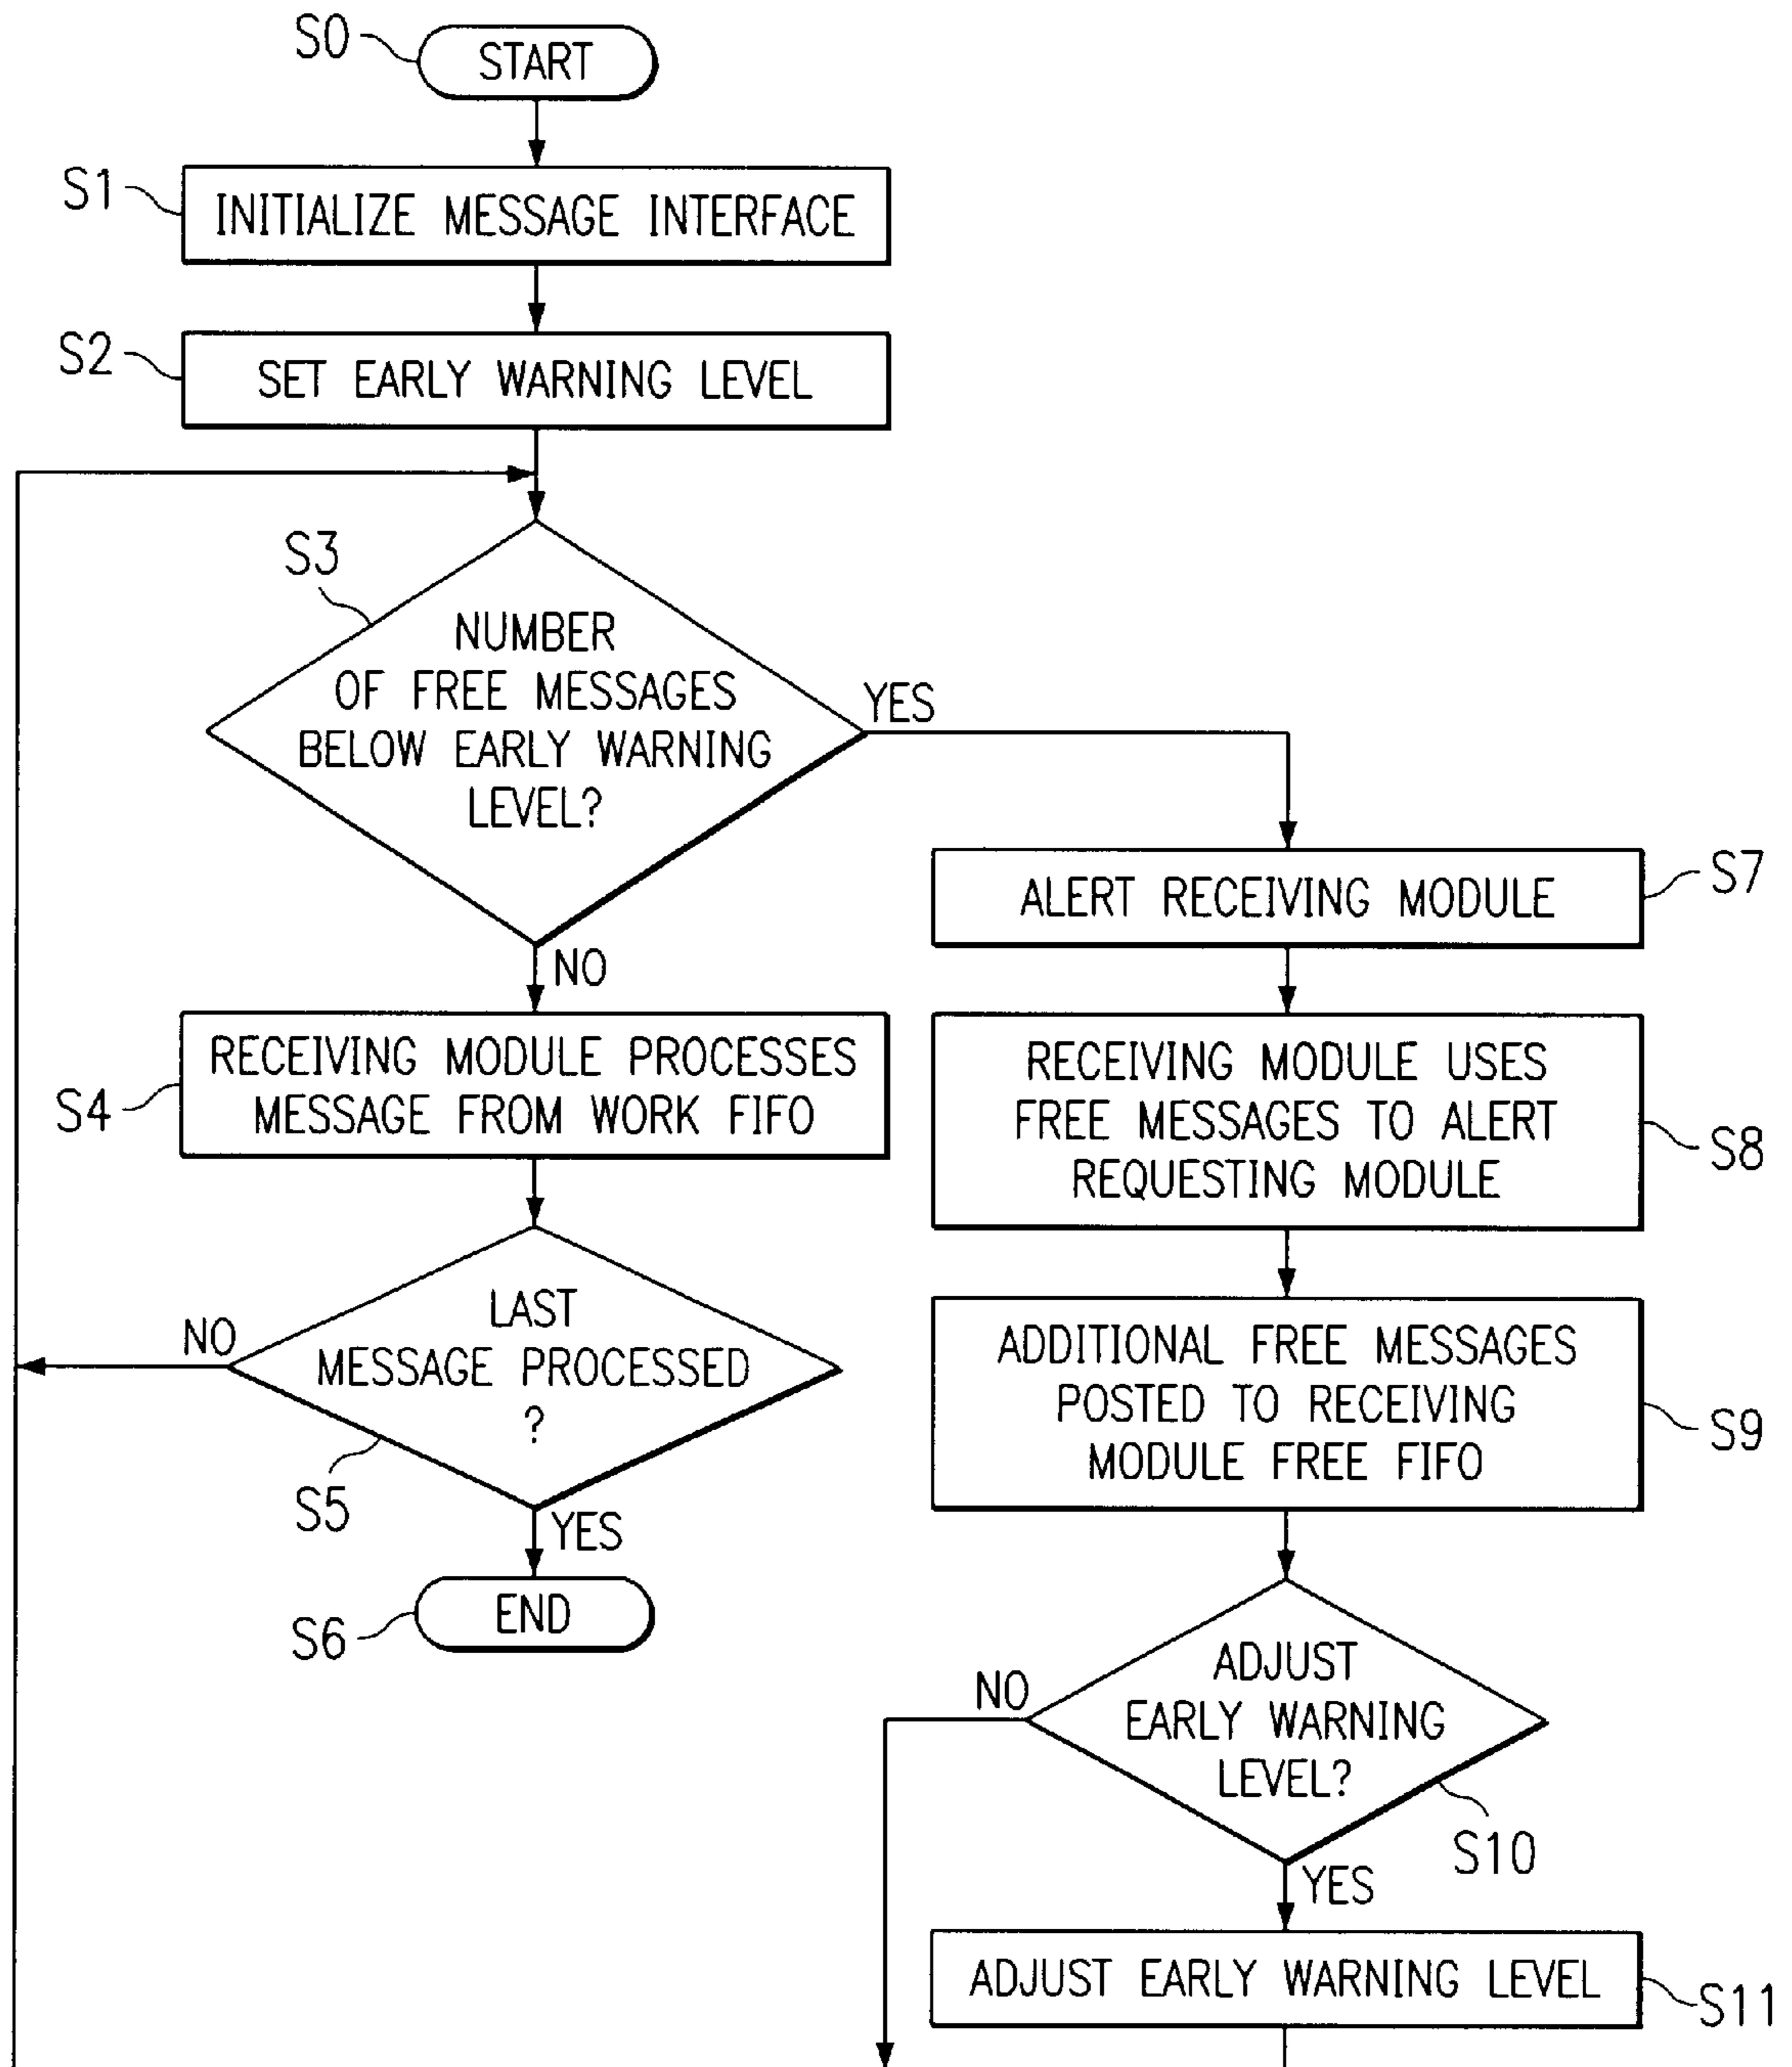 S0
START
S1
INITIALIZE MESSAGE INTERFACE
S2
SET EARLY WARNING LEVEL
S3
NUMBER
OF FREE MESSAGES
BELOW EARLY WARNING
LEVEL?
YES
NO
S4
RECEIVING MODULE PROCESSES
MESSAGE FROM WORK FIFO
LAST
MESSAGE PROCESSED
?
NO
S5
YES
S6
END
ALERT RECEIVING MODULE
S7
RECEIVING MODULE USES
FREE MESSAGES TO ALERT
REQUESTING MODULE
S8
ADDITIONAL FREE MESSAGES
POSTED TO RECEIVING
MODULE FREE FIFO
S9
ADJUST
EARLY WARNING
LEVEL?
NO
S10
YES
ADJUST EARLY WARNING LEVEL
S11